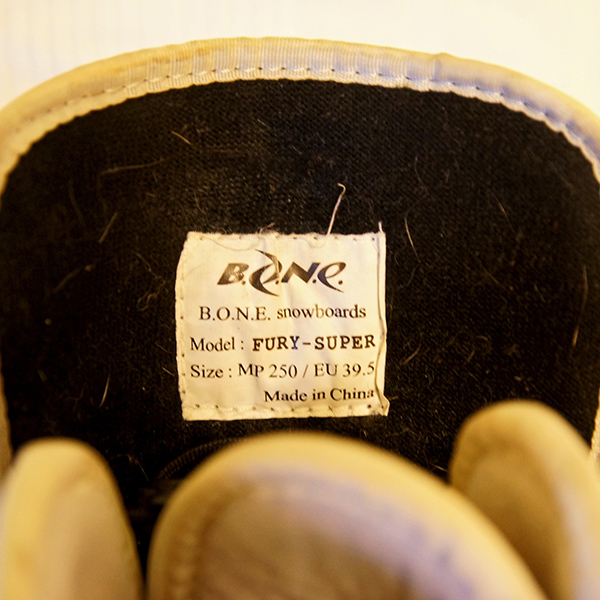 B.O.N.E.
B.O.N.E. snowboards
Model : FURY-SUPER
Size : MP 250 / EU 39.5
Made in China